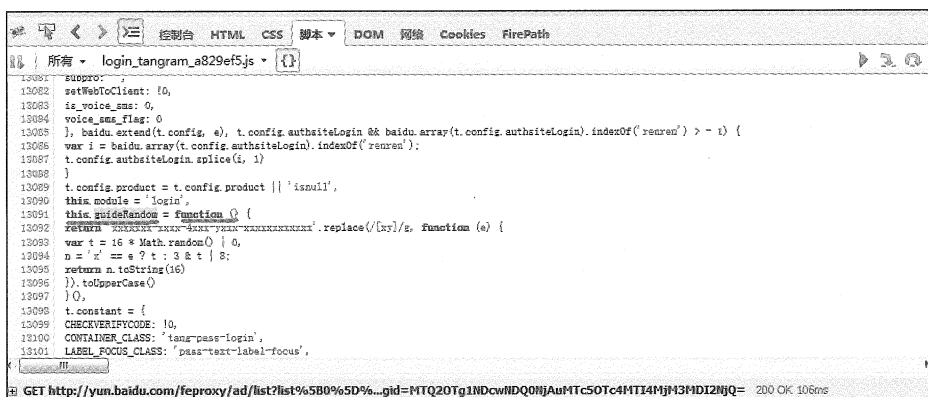 控制台 HTML CSS 脚本 DOM 网络 Cookies FirePath
所有 login_tangram_a829ef5.js {}
13081 subpro: '',
13082 setWebToClient: !0,
13083 is_voice_sms: 0,
13084 voice_sms_flag: 0
13085 }, baidu.extend(t.config, e), t.config.authsiteLogin && baidu.array(t.config.authsiteLogin).indexOf('renren') > - 1) {
13086 var i = baidu.array(t.config.authsiteLogin).indexOf('renren');
13087 t.config.authsiteLogin.splice(i, 1)
13088 }
13089 t.config.product = t.config.product || 'isnull',
13090 this.module = 'login',
13091 this.guideRandom = function () {
13092 return 'xxxxxxx-xxxx-4xxx-yxxx-xxxxxxxxxxxx'.replace(/[xy]/g, function (e) {
13093 var t = 16 * Math.random() | 0,
13094 n = 'x' == e ? t : 3 & t | 8;
13095 return n.toString(16)
13096 }).toUpperCase()
13097 }(),
13098 t.constant = {
13099 CHECKVERIFYCODE: !0,
13100 CONTAINER_CLASS: 'tang-pass-login',
13101 LABEL_FOCUS_CLASS: 'pass-text-label-focus',
GET http://yun.baidu.com/feproxy/ad/list?list%5B0%5D%...gid=MTQ2OTg1NDcwNDQ0NjAuMTc5OTc4MTI4MjM3MDI2NjQ= 200 OK 106ms